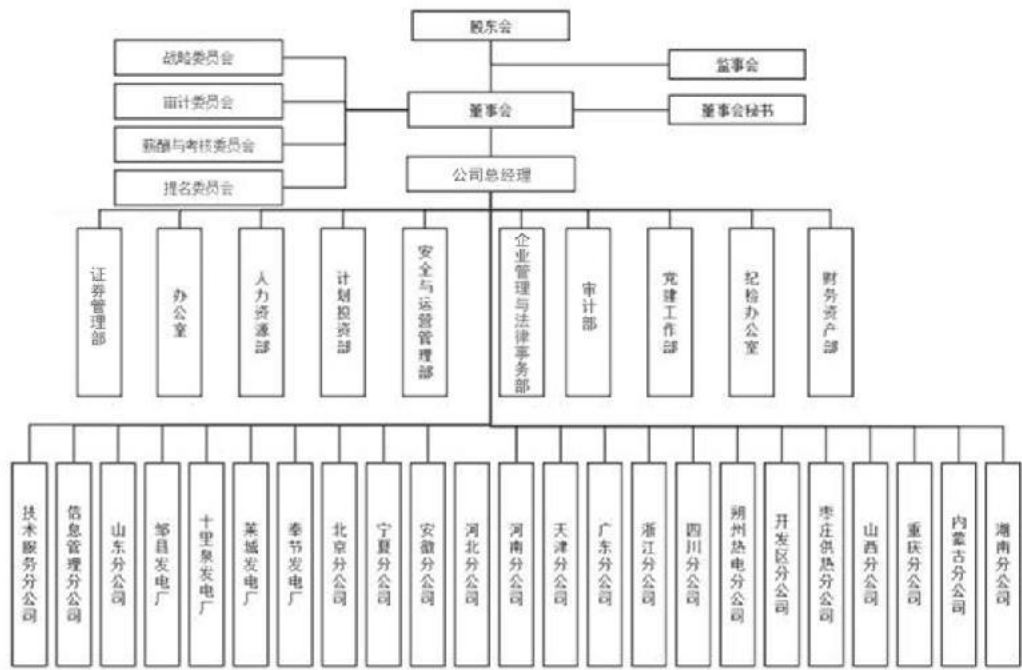 股东会
战略委员会
监事会
审计委员会
董事会
董事会秘书
薪酬与考核委员会
公司总经理
提名委员会
证券管理部
办公室
人力资源部
计划投资部
安全与运营管理部
企业管理与法律事务部
审计部
党建工作部
纪检办公室
财务资产部
技术服务分公司
信息管理分公司
山东分公司
邹县发电厂
十里泉发电厂
莱城发电厂
奉节发电厂
北京分公司
宁夏分公司
安徽分公司
河北分公司
河南分公司
天津分公司
广东分公司
浙江分公司
四川分公司
朔州热电分公司
开发区分公司
枣庄供热分公司
山西分公司
重庆分公司
内蒙古分公司
湖南分公司